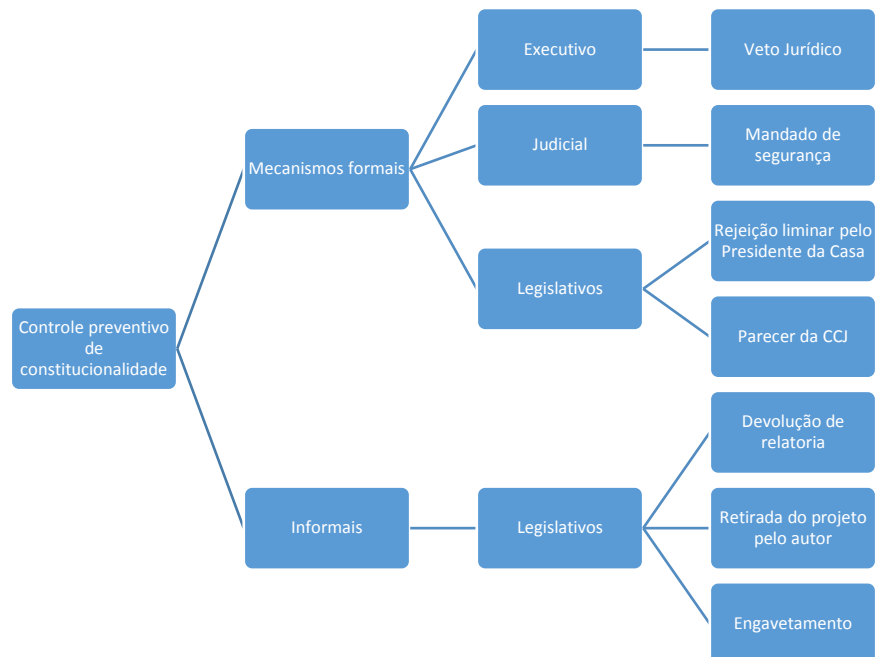 Executivo
Veto Jurídico
Mecanismos formais
Judicial
Mandado de
segurança
Rejeição liminar pelo
Presidente da Casa
Legislativos
Parecer da CCJ
Controle preventivo
de
constitucionalidade
Devolução de
relatoria
Informais
Legislativos
Retirada do projeto
pelo autor
Engavetamento